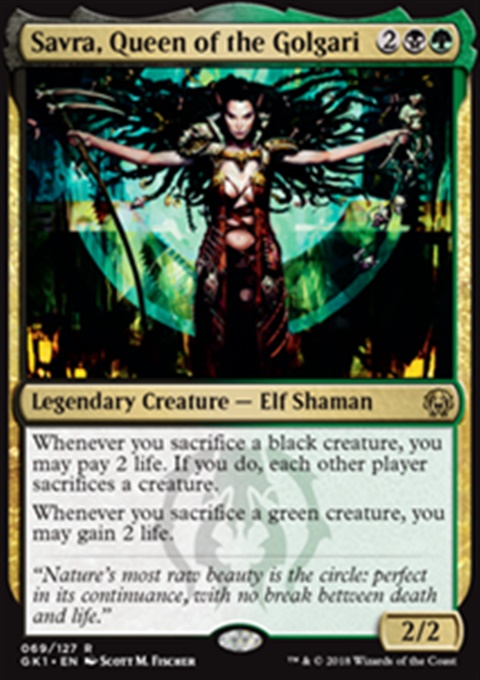 Savra, Queen of the Golgari 2
Legendary Creature — Elf Shaman
Whenever you sacrifice a black creature, you
may pay 2 life. If you do, each other player
sacrifices a creature.
Whenever you sacrifice a green creature, you
may gain 2 life.
“Nature's most raw beauty is the circle: perfect
in its continuance, with no break between death
and life.”
2/2
069/127 R
GK1 • EN Scott M. Fischer
™ & © 2018 Wizards of the Coast